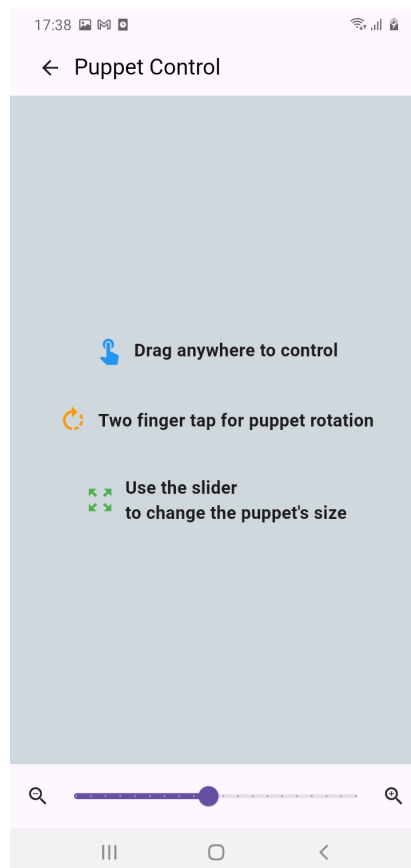 17:38
Puppet Control
Drag anywhere to control
Two finger tap for puppet rotation
Use the slider
to change the puppet's size